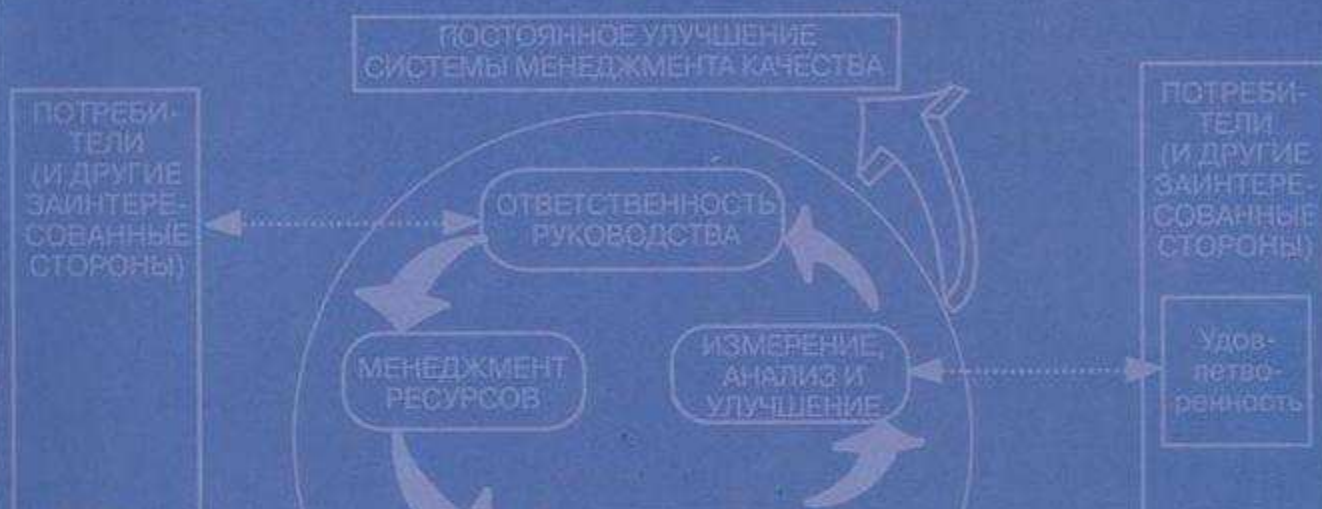 ПОСТОЯННОЕ УЛУЧШЕНИЕ
СИСТЕМЫ МЕНЕДЖМЕНТА КАЧЕСТВА
ПОТРЕБИ-
ТЕЛИ
(И ДРУГИЕ
ЗАИНТЕРЕ-
СОВАННЫЕ
СТОРОНЫ)
ОТВЕТСТВЕННОСТЬ
РУКОВОДСТВА
МЕНЕДЖМЕНТ
РЕСУРСОВ
ИЗМЕРЕНИЕ,
АНАЛИЗ И
УЛУЧШЕНИЕ
ПОТРЕБИ-
ТЕЛИ
(И ДРУГИЕ
ЗАИНТЕРЕ-
СОВАННЫЕ
СТОРОНЫ)
Удов-
летво-
ренность